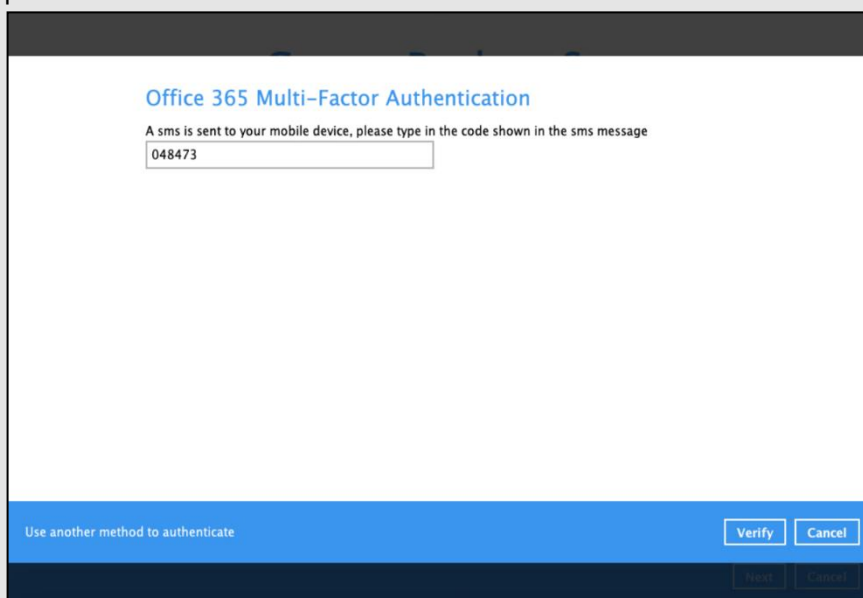 Office 365 Multi-Factor Authentication
A sms is sent to your mobile device, please type in the code shown in the sms message
048473
Use another method to authenticate
Verify Cancel
Next Cancel